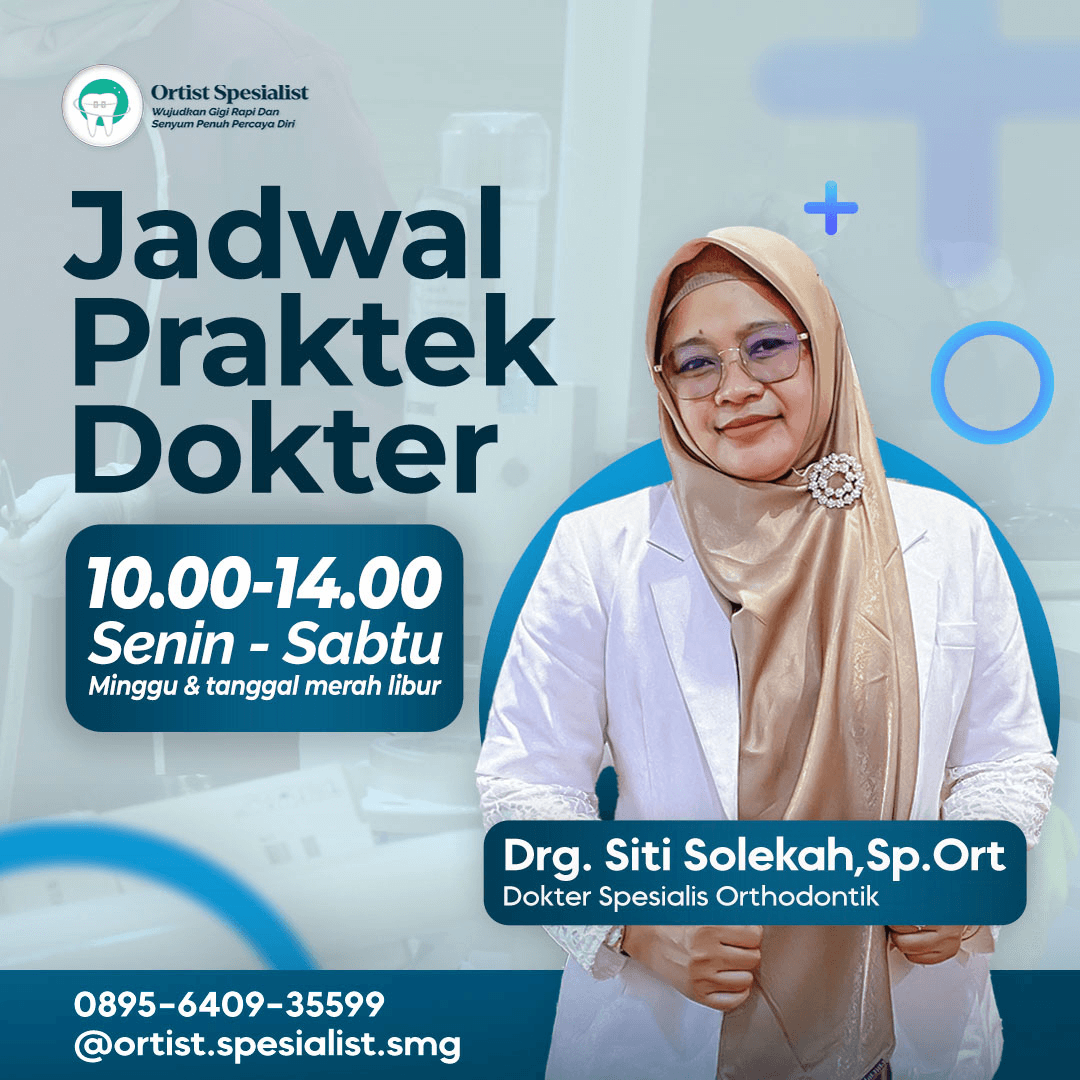 Ortist Spesialist
Wujudkan Gigi Rapi Dan
Senyum Penuh Percaya Diri
Jadwal
Praktek
Dokter
10.00-14.00
Senin - Sabtu
Minggu & tanggal merah libur
Drg. Siti Solekah,Sp.Ort
Dokter Spesialis Orthodontik
0895-6409-35599
@ortist.spesialist.smg